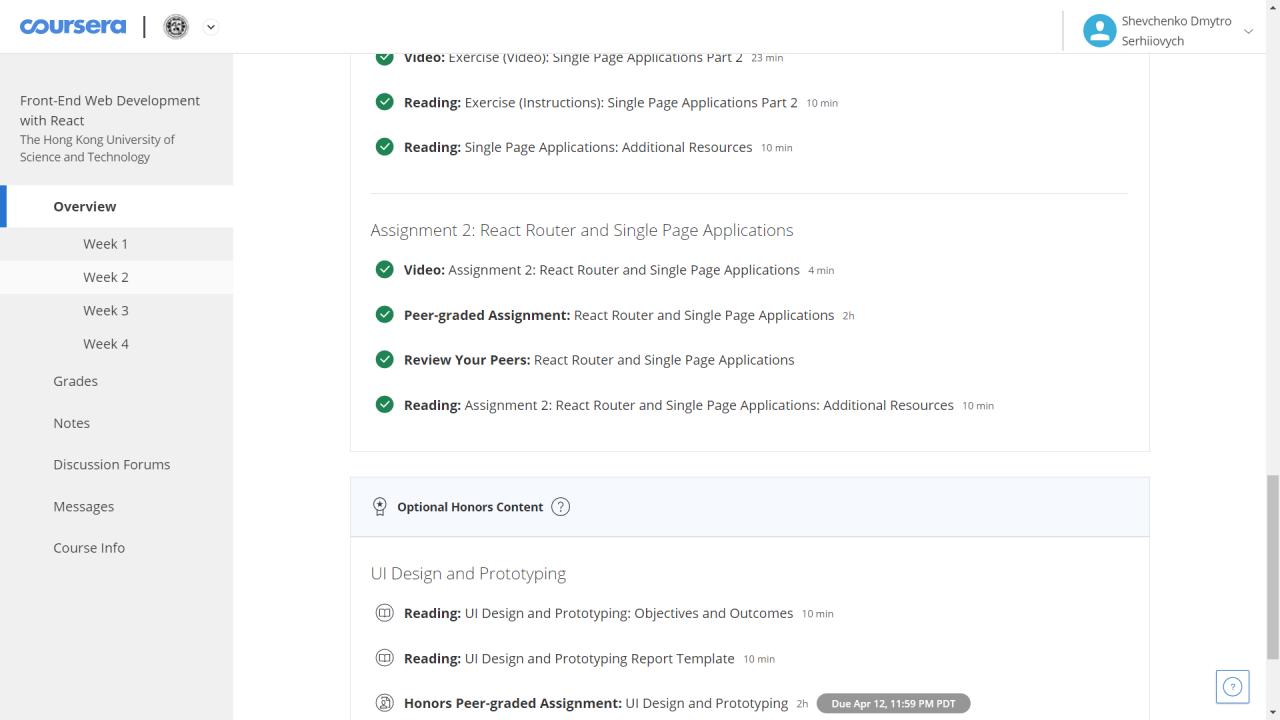 coursera
Shevchenko Dmytro
Serhiiovych
Front-End Web Development
with React
The Hong Kong University of
Science and Technology
Overview
Week 1
Week 2
Week 3
Week 4
Grades
Notes
Discussion Forums
Messages
Course Info
Video: Exercise (Video): Single Page Applications Part 2 23 min
Reading: Exercise (Instructions): Single Page Applications Part 2 10 min
Reading: Single Page Applications: Additional Resources 10 min
Assignment 2: React Router and Single Page Applications
Video: Assignment 2: React Router and Single Page Applications 4 min
Peer-graded Assignment: React Router and Single Page Applications 2h
Review Your Peers: React Router and Single Page Applications
Reading: Assignment 2: React Router and Single Page Applications: Additional Resources 10 min
Optional Honors Content ?
UI Design and Prototyping
Reading: UI Design and Prototyping: Objectives and Outcomes 10 min
Reading: UI Design and Prototyping Report Template 10 min
Honors Peer-graded Assignment: UI Design and Prototyping 2h Due Apr 12, 11:59 PM PDT
?